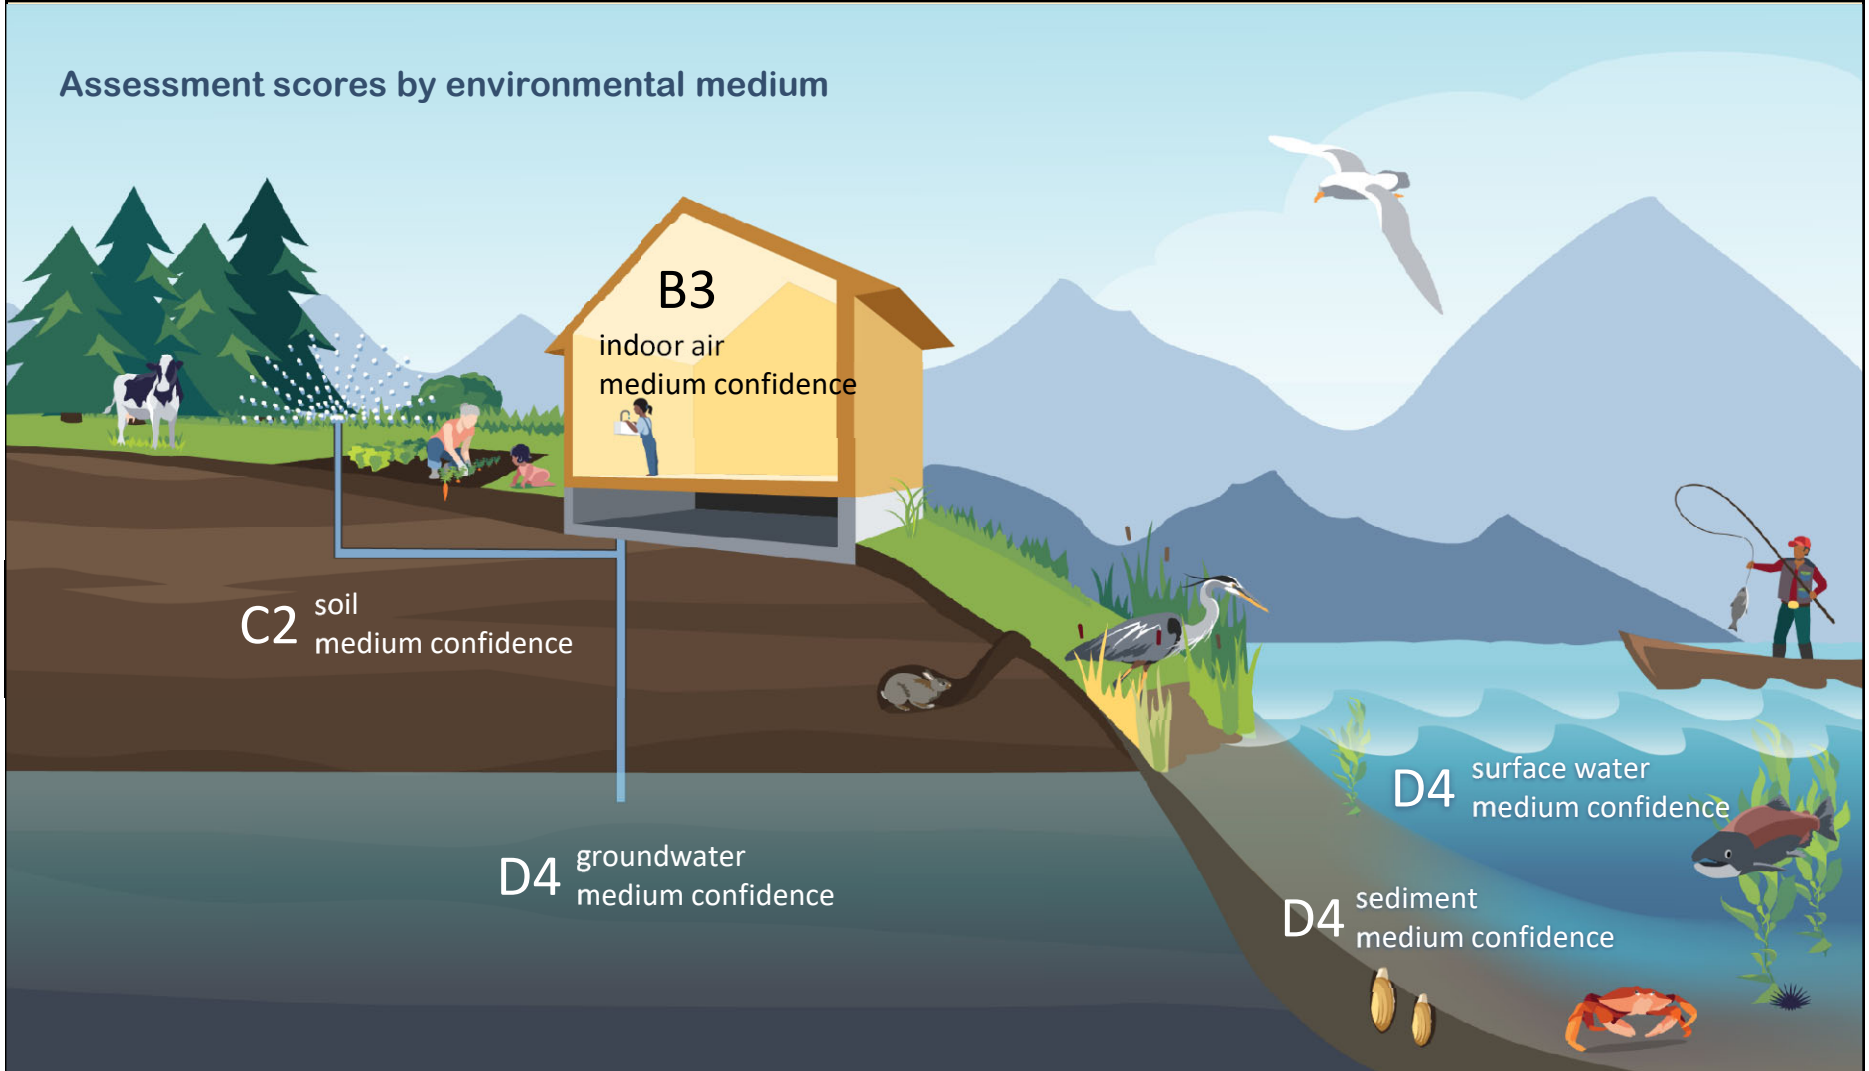 Assessment scores by environmental medium
B3
indoor air
medium confidence
C2
soil
medium confidence
D4
groundwater
medium confidence
D4
surface water
medium confidence
D4
sediment
medium confidence